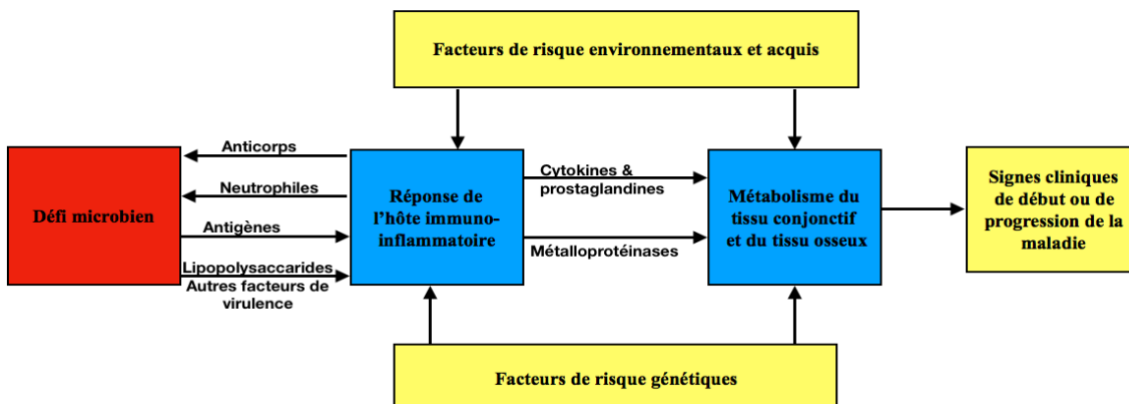 Facteurs de risque environnementaux et acquis
Anticorps
Neutrophiles
Défi microbien
Antigènes
Lipopolysaccarides
Autres facteurs de
virulence
Réponse de
l’hôte immuno-
inflammatoire
Cytokines &
prostaglandines
Métalloprotéinases
Métabolisme du
tissu conjonctif
et du tissu osseux
Signes cliniques
de début ou de
progression de la
maladie
Facteurs de risque génétiques